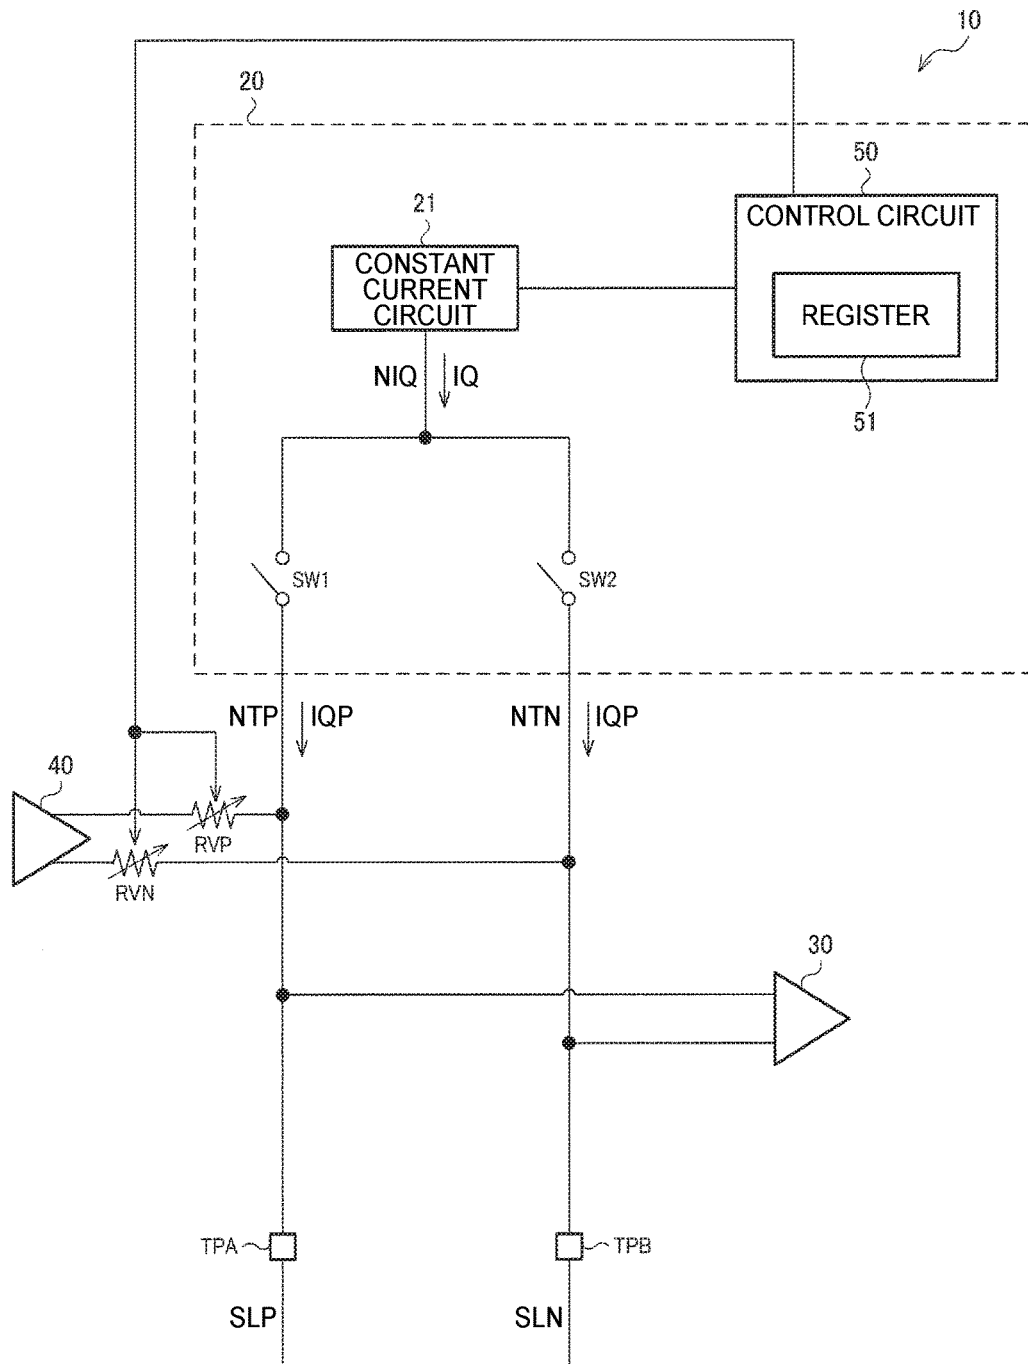 10
20
50
CONTROL CIRCUIT
21
CONSTANT
CURRENT
CIRCUIT
REGISTER
NIQ
IQ
51
SW1
SW2
NTP
IQP
NTN
IQP
40
RVP
RVN
30
TPA
TPB
SLP
SLN